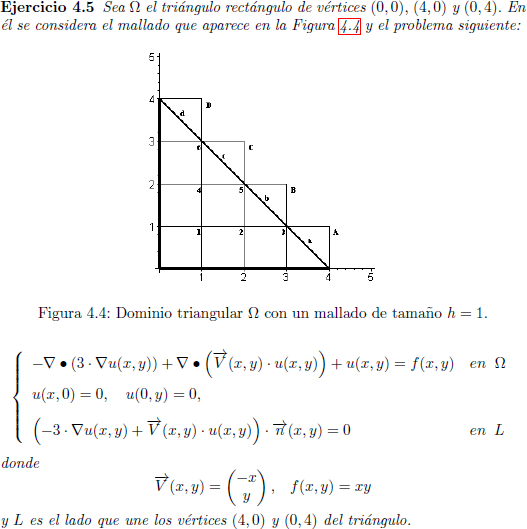 Ejercicio 4.5 Sea Ω el triángulo rectángulo de vértices (0,0), (4,0) y (0,4). En
él se considera el mallado que aparece en la Figura 4.4 y el problema siguiente:
5
4
D
d
3
6
C
c
2
4
5
B
b
1
1
2
3
A
a
1 2 3 4 5
Figura 4.4: Dominio triangular Ω con un mallado de tamaño h = 1.
−∇ • (3 · ∇u(x, y)) + ∇ • (V⃗(x, y) · u(x, y)) + u(x, y) = f(x, y) en Ω
u(x, 0) = 0, u(0, y) = 0,
(−3 · ∇u(x, y) + V⃗(x, y) · u(x, y)) · n⃗(x, y) = 0 en L
donde
V⃗(x, y) = (−x y), f(x, y) = xy
y L es el lado que une los vértices (4,0) y (0,4) del triángulo.